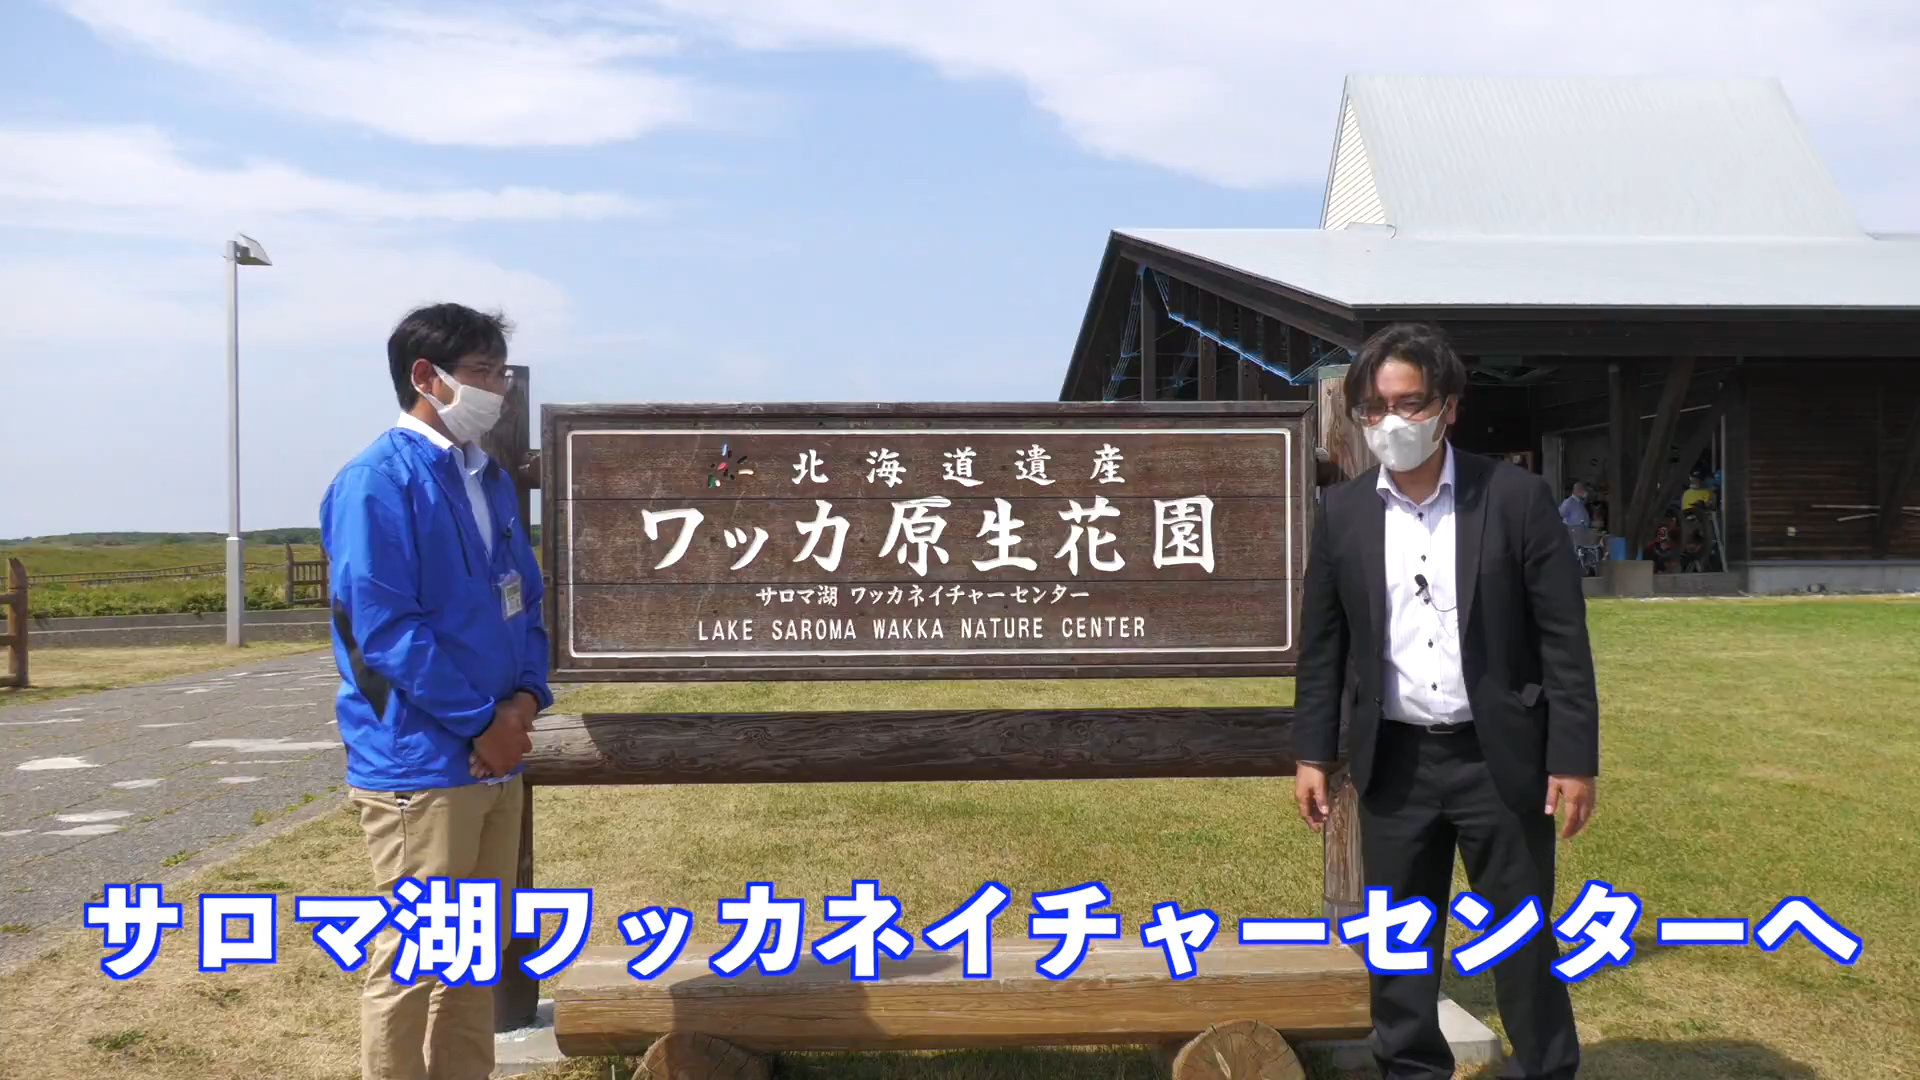 北海道遺産
ワッカ原生花園
サロマ湖 ワッカネイチャーセンター
LAKE SAROMA WAKKA NATURE CENTER
サロマ湖ワッカネイチャーセンターへ